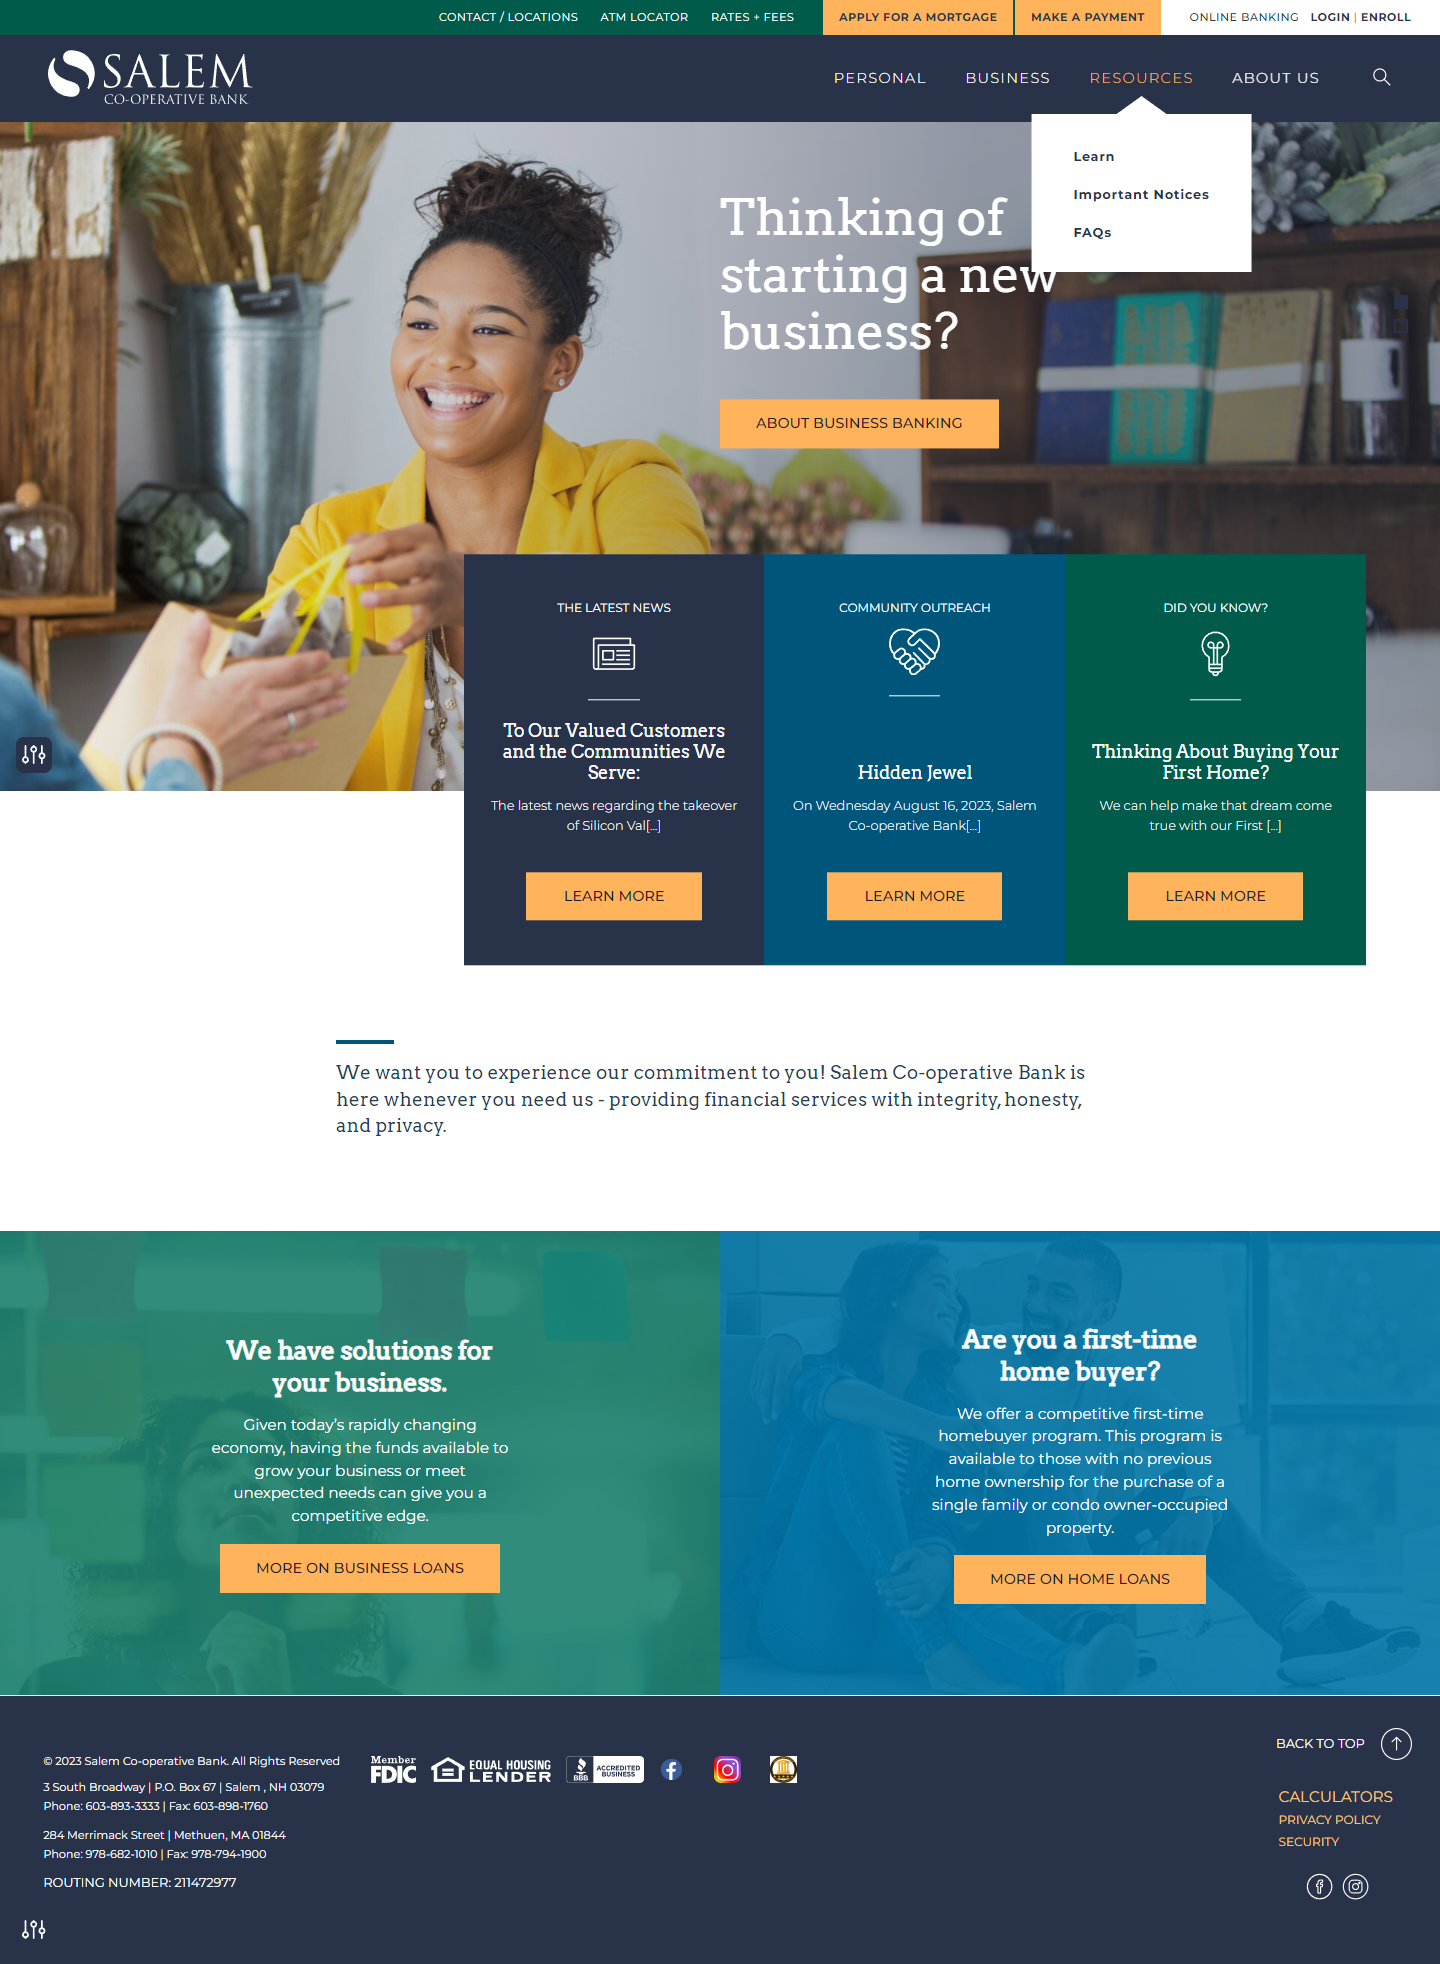 CONTACT / LOCATIONS ATM LOCATOR RATES + FEES APPLY FOR A MORTGAGE MAKE A PAYMENT ONLINE BANKING LOGIN | ENROLL
SALEM
CO-OPERATIVE BANK
PERSONAL BUSINESS RESOURCES ABOUT US
Learn
Important Notices
FAQs
Thinking of
starting a new
business?
ABOUT BUSINESS BANKING
THE LATEST NEWS
To Our Valued Customers
and the Communities We
Serve:
The latest news regarding the takeover
of Silicon Val[...]
LEARN MORE
COMMUNITY OUTREACH
Hidden Jewel
On Wednesday August 16, 2023, Salem
Co-operative Bank[...]
LEARN MORE
DID YOU KNOW?
Thinking About Buying Your
First Home?
We can help make that dream come
true with our First [...]
LEARN MORE
We want you to experience our commitment to you! Salem Co-operative Bank is
here whenever you need us - providing financial services with integrity, honesty,
and privacy.
We have solutions for
your business.
Given today's rapidly changing
economy, having the funds available to
grow your business or meet
unexpected needs can give you a
competitive edge.
MORE ON BUSINESS LOANS
Are you a first-time
home buyer?
We offer a competitive first-time
homebuyer program. This program is
available to those with no previous
home ownership for the purchase of a
single family or condo owner-occupied
property.
MORE ON HOME LOANS
© 2023 Salem Co-operative Bank. All Rights Reserved
3 South Broadway | P.O. Box 67 | Salem , NH 03079
Phone: 603-893-3333 | Fax: 603-898-1760
284 Merrimack Street | Methuen, MA 01844
Phone: 978-682-1010 | Fax: 978-794-1900
ROUTING NUMBER: 211472977
Member
FDIC
EQUAL HOUSING
LENDER
BBB
ACCREDITED
BUSINESS
BACK TO TOP
CALCULATORS
PRIVACY POLICY
SECURITY